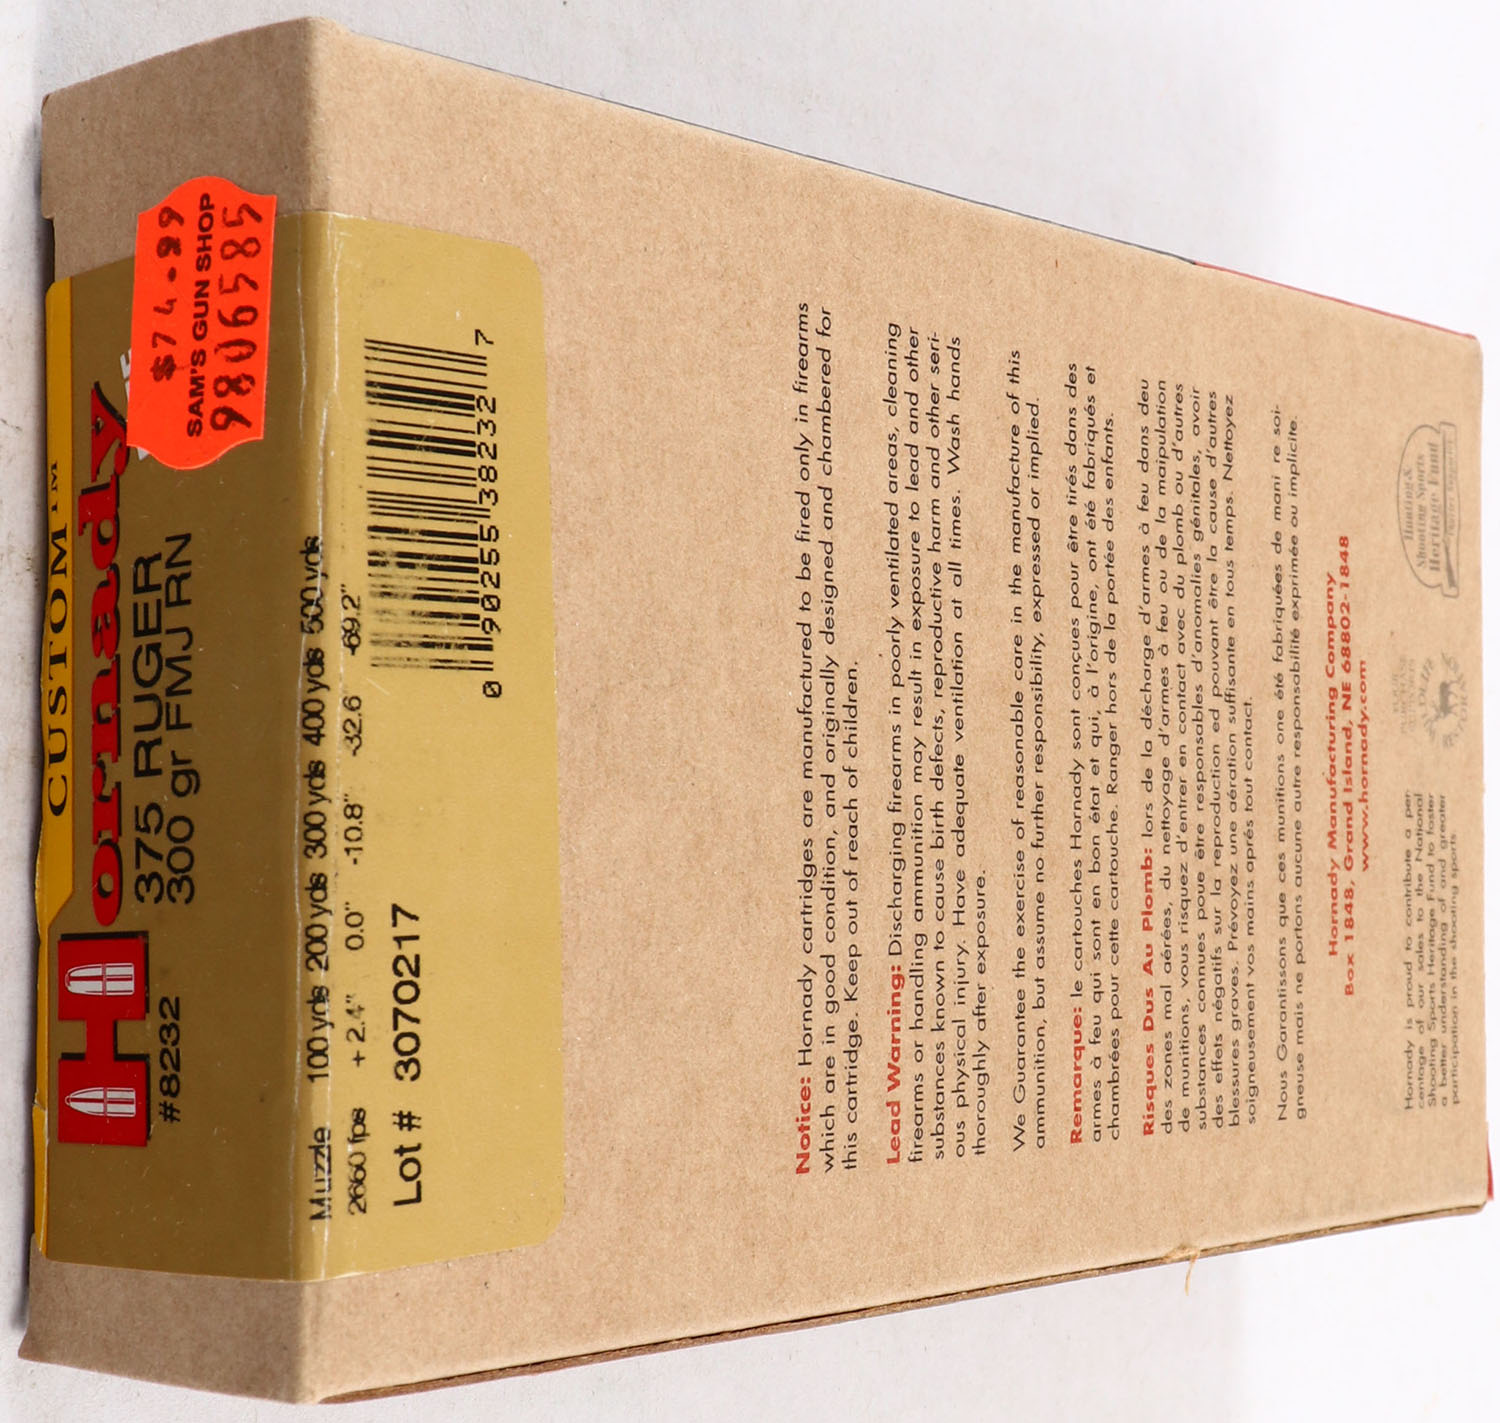 CUSTOM™
Hornady
375 RUGER
300 gr FMJ RN
#8232
$74.99
SAM'S GUN SHOP
9806585
Muzzle 100 yds 200 yds 300 yds 400 yds 500 yds
2660 fps +2.4" 0.0" -10.8" -32.6 -69.2"
Lot # 3070217
0 90255 38232 7
Notice: Hornady cartridges are manufactured to be fired only in firearms
which are in good condition, and originally designed and chambered for
this cartridge. Keep out of reach of children.
Lead Warning: Discharging firearms in poorly ventilated areas, cleaning
firearms or handling ammunition may result in exposure to lead and other
substances known to cause birth defects, reproductive harm and other seri-
ous physical injury. Have adequate ventilation at all times. Wash hands
thoroughly after exposure.
We Guarantee the exercise of reasonable care in the manufacture of this
ammunition, but assume no further responsibility, expressed or implied.
Remarque: le cartouches Hornady sont conçues pour être tirés dans des
armes à feu qui sont en bon état et qui, à l'origine, ont été fabriqués et
chambrées pour cette cartouche. Ranger hors de la portée des enfants.
Risques Dus Au Plomb: lors de la décharge d'armes à feu dans deu
des zones mal aérées, du nettoyage d'armes à feu ou de la maipulation
de munitions, vous risquez d'entrer en contact avec du plomb ou d'autres
substances connues poue être responsables d'anomalies génitales, avoir
des effets négatifs sur la reproduction ed pouvant être la cause d'autres
blessures graves. Prévoyez une aération suffisante en tous temps. Nettoyez
soigneusement vos mains aprés tout contact.
Nous Garantissons que ces munitions one été fabriquées de mani re soi-
gneuse mais ne portons aucune autre responsabilité exprimée ou implicite.
Hornady Manufacturing Company
Box 1848, Grand Island, NE 68802-1848
www.hornady.com
Hornady is proud to contribute a per-
centage of our sales to the National
Shooting Sports Heritage Fund to foster
a better understanding of and greater
participation in the shooting sports
Hunting &
Shooting Sports
Heritage Fund